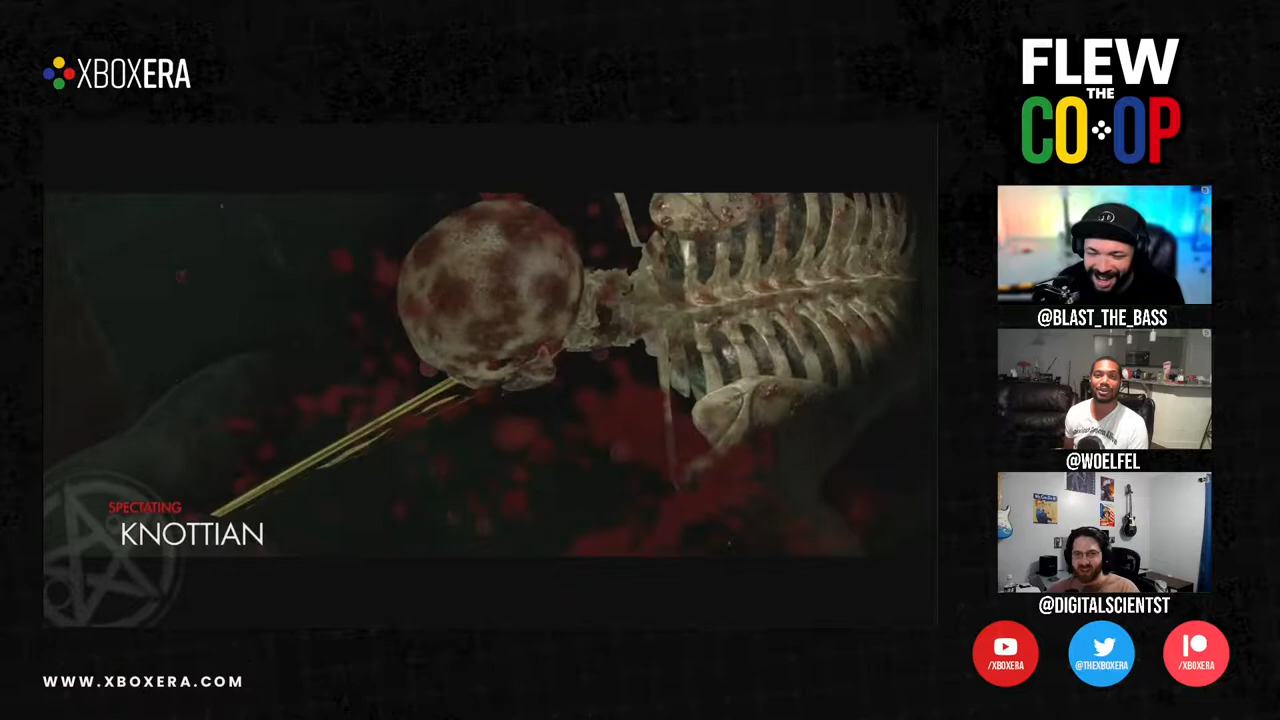 XBOXERA
FLEW
THE
CO OP
@BLAST_THE_BASS
@WOELFEL
SPECTATING
KNOTTIAN
@DIGITALSCIENTST
/XBOXERA
@THEXBOXERA
/XBOXERA
WWW.XBOXERA.COM